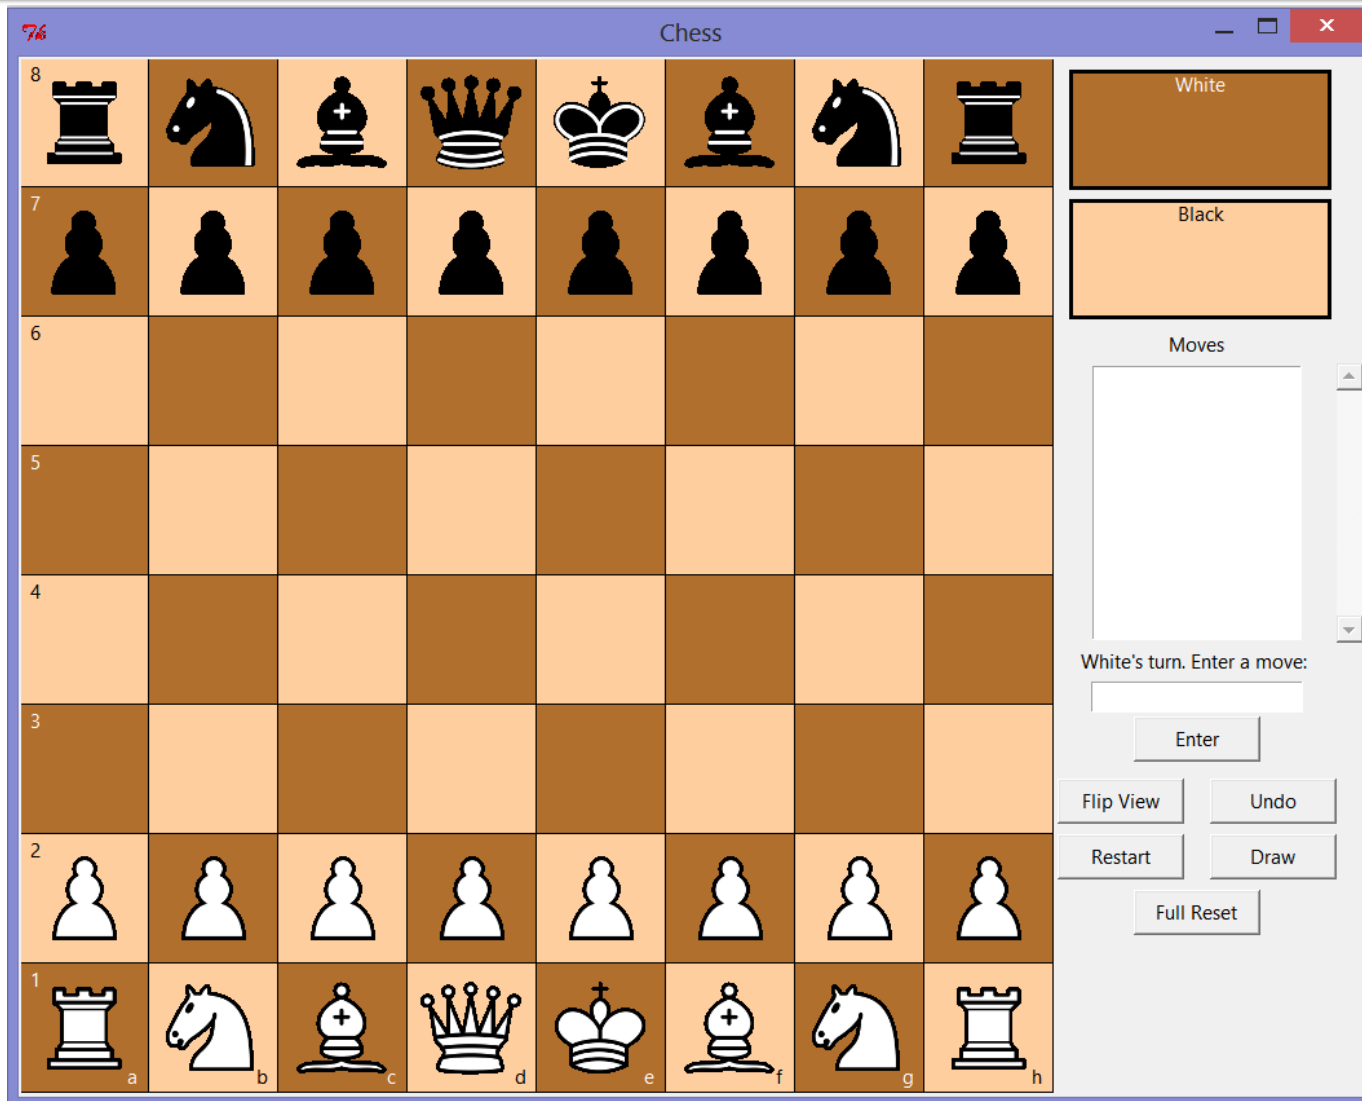 Tk
Chess
8
7
6
5
4
3
2
1
a b c d e f g h
White
Black
Moves
White's turn. Enter a move:
Enter
Flip View Undo
Restart Draw
Full Reset